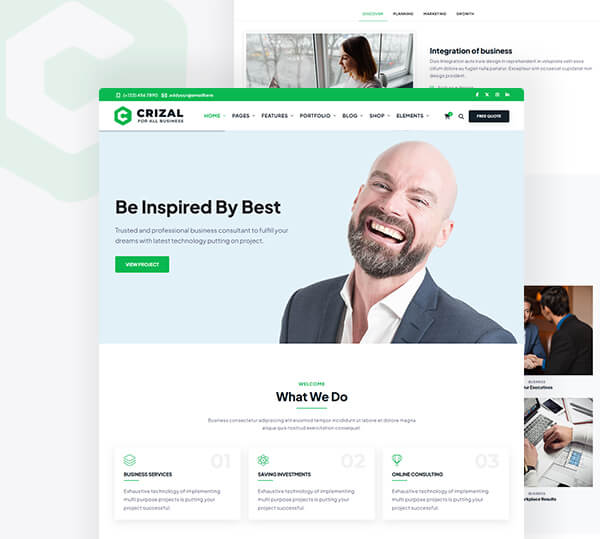 DISCOVER PLANNING MARKETING GROWTH
Integration of business
Duis integration aute irure design in reprehenderit in voluptate velit esse
cillum dolore eu fugiat nulla pariatur. Excepteur sint occaecat cupidatat non
design proident.
(+123) 456 7890
CRIZAL
FOR ALL BUSINESS
HOME PAGES FEATURES PORTFOLIO BLOG SHOP ELEMENTS FREE QUOTE
Be Inspired By Best
Trusted and professional business consultant to fulfill your
dreams with latest technology putting on project.
VIEW PROJECT
BUSINESS
ur Executives
WELCOME
What We Do
Business consectetur adipiscing elit eiusmod tempor incididunt ut labore et dolore magna
aliqua quis nostrud exercitation consequat.
01
BUSINESS SERVICES
Exhaustive technology of implementing
multi purpose projects is putting your
project successful.
02
SAVING INVESTMENTS
Exhaustive technology of implementing
multi purpose projects is putting your
project successful.
03
ONLINE CONSULTING
Exhaustive technology of implementing
multi purpose projects is putting your
project successful.
BUSINESS
rkplace Results